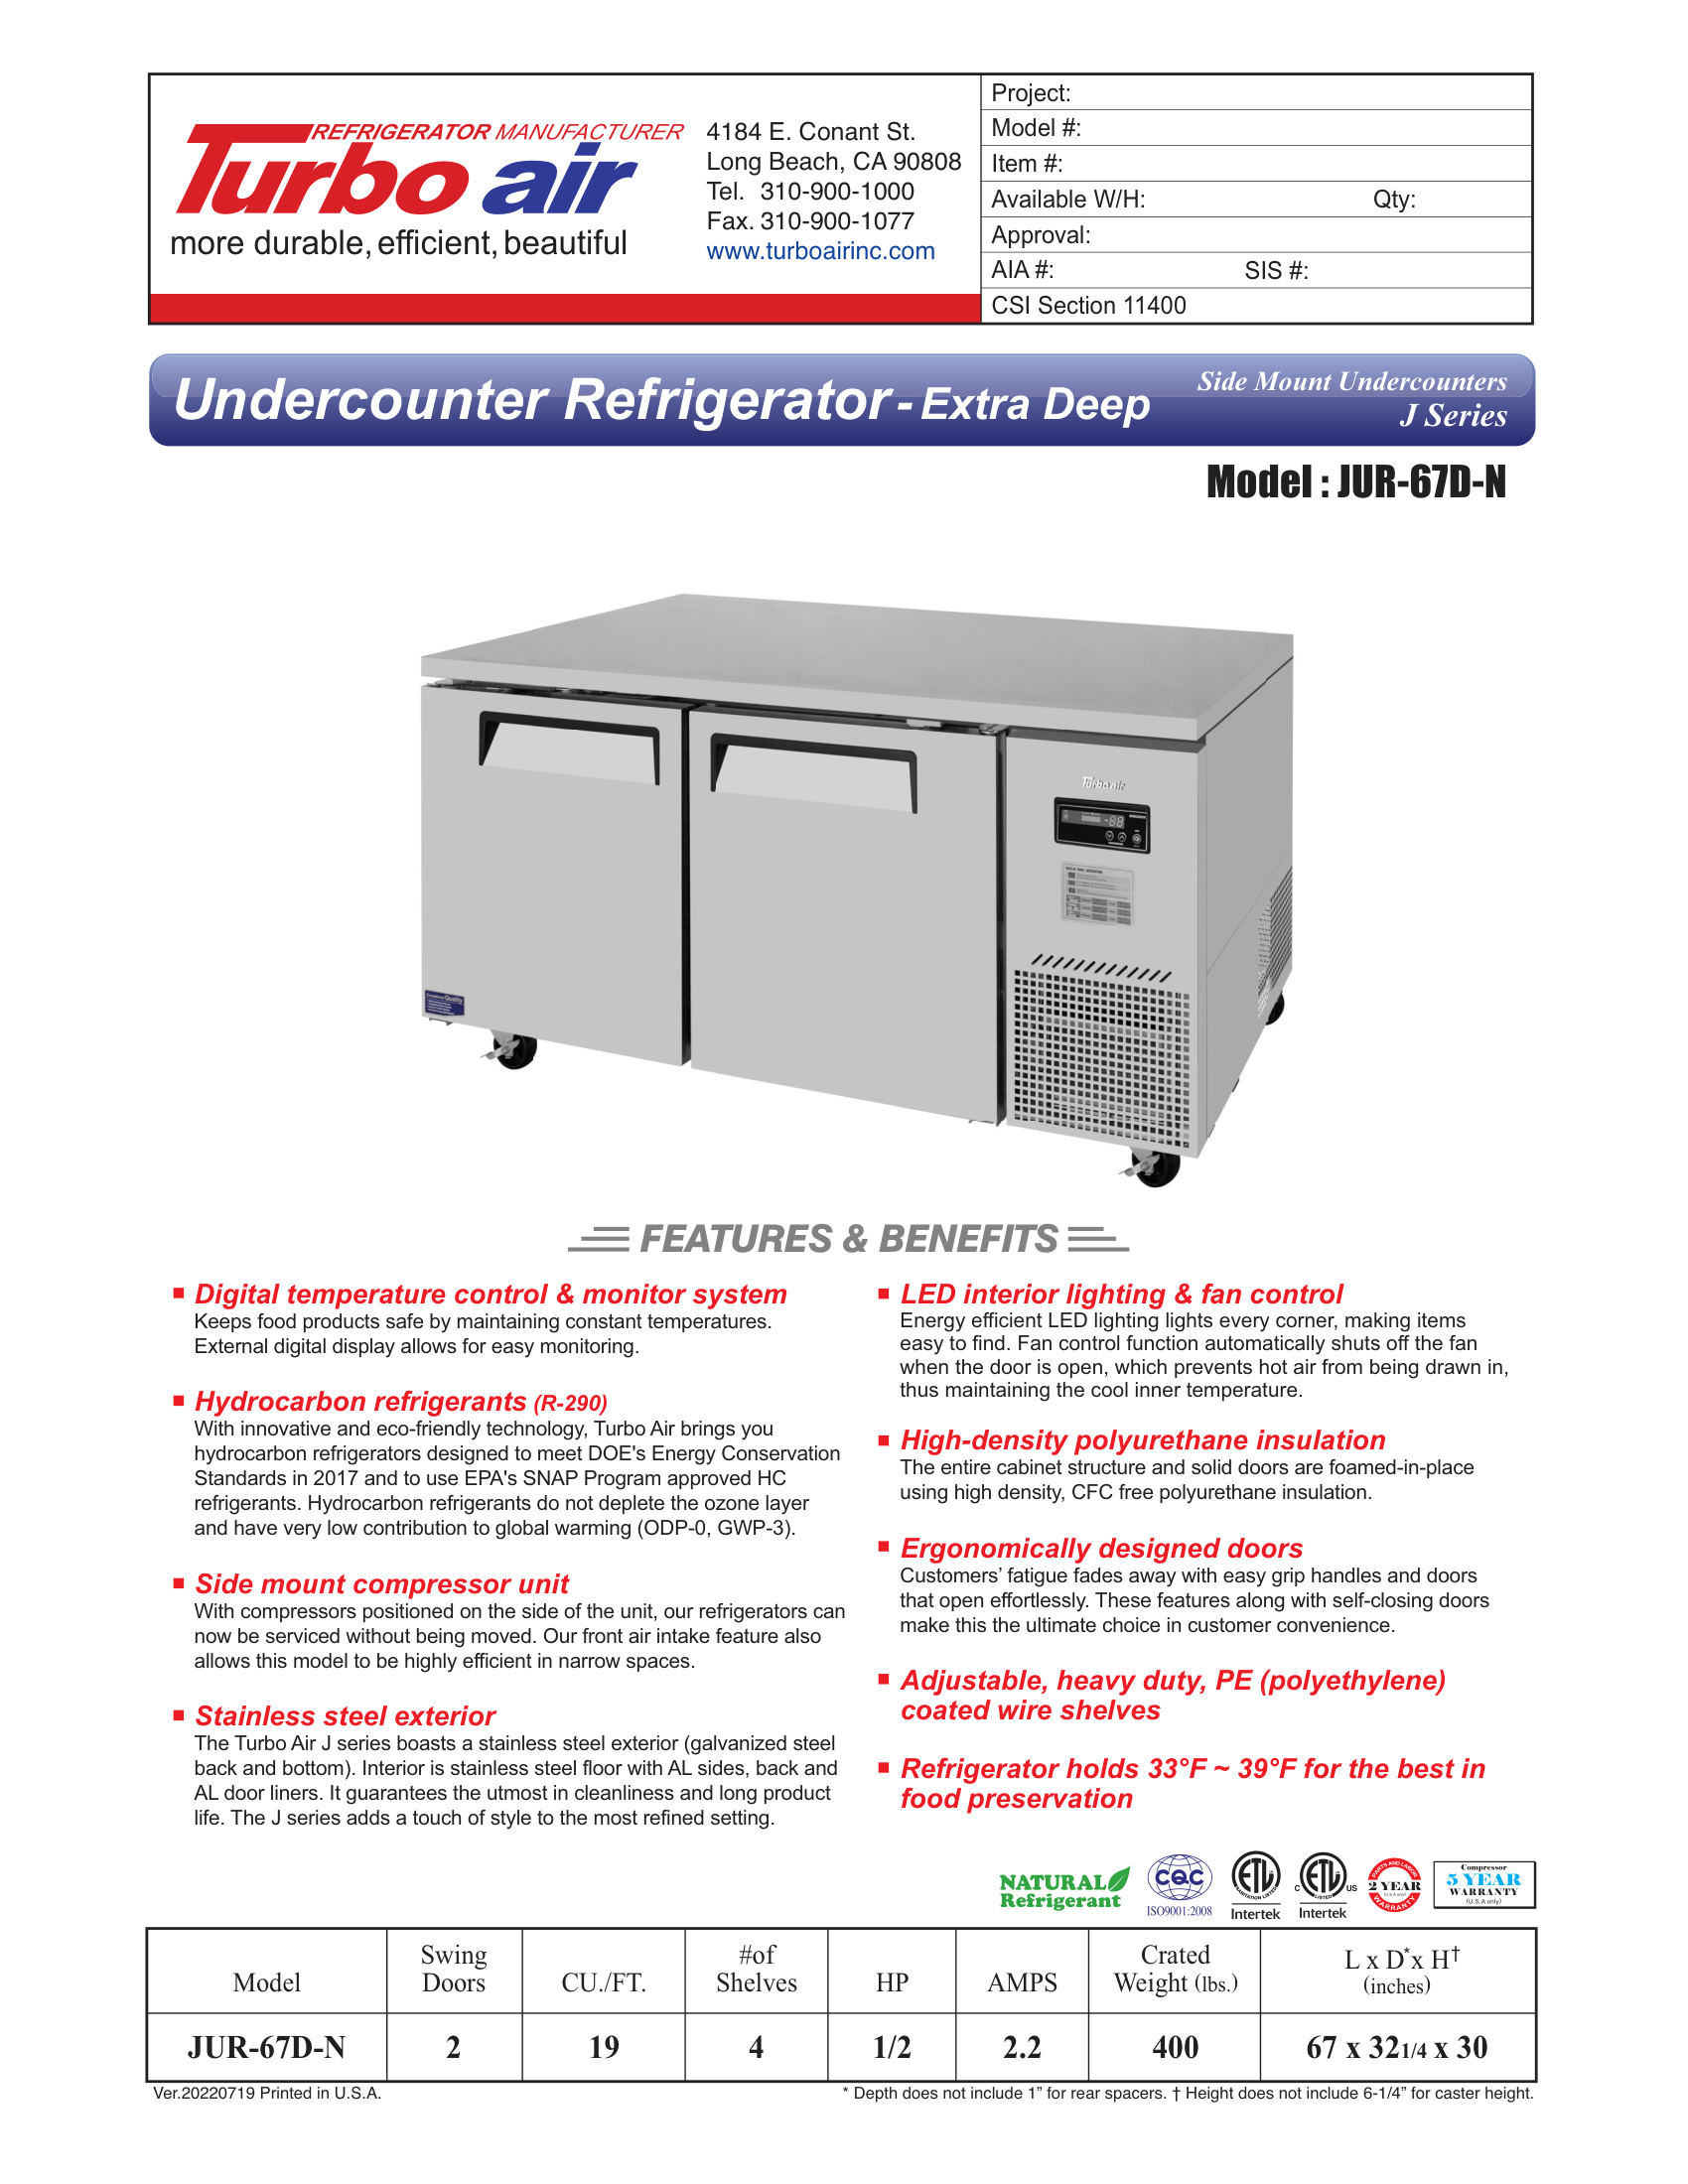 REFRIGERATOR MANUFACTURER
Turbo air
more durable, efficient, beautiful
4184 E. Conant St.
Long Beach, CA 90808
Tel. 310-900-1000
Fax. 310-900-1077
www.turboairinc.com
Project:
Model #:
Item #:
Available W/H: Qty:
Approval:
AIA #: SIS #:
CSI Section 11400
Undercounter Refrigerator - Extra Deep
Side Mount Undercounters
J Series
Model : JUR-67D-N
Turbo air
FEATURES & BENEFITS
Digital temperature control & monitor system
Keeps food products safe by maintaining constant temperatures.
External digital display allows for easy monitoring.
Hydrocarbon refrigerants (R-290)
With innovative and eco-friendly technology, Turbo Air brings you
hydrocarbon refrigerators designed to meet DOE's Energy Conservation
Standards in 2017 and to use EPA's SNAP Program approved HC
refrigerants. Hydrocarbon refrigerants do not deplete the ozone layer
and have very low contribution to global warming (ODP-0, GWP-3).
Side mount compressor unit
With compressors positioned on the side of the unit, our refrigerators can
now be serviced without being moved. Our front air intake feature also
allows this model to be highly efficient in narrow spaces.
Stainless steel exterior
The Turbo Air J series boasts a stainless steel exterior (galvanized steel
back and bottom). Interior is stainless steel floor with AL sides, back and
AL door liners. It guarantees the utmost in cleanliness and long product
life. The J series adds a touch of style to the most refined setting.
LED interior lighting & fan control
Energy efficient LED lighting lights every corner, making items
easy to find. Fan control function automatically shuts off the fan
when the door is open, which prevents hot air from being drawn in,
thus maintaining the cool inner temperature.
High-density polyurethane insulation
The entire cabinet structure and solid doors are foamed-in-place
using high density, CFC free polyurethane insulation.
Ergonomically designed doors
Customers’ fatigue fades away with easy grip handles and doors
that open effortlessly. These features along with self-closing doors
make this the ultimate choice in customer convenience.
Adjustable, heavy duty, PE (polyethylene)
coated wire shelves
Refrigerator holds 33°F ~ 39°F for the best in
food preservation
NATURAL
Refrigerant
CQC
ISO9001:2008
ETL
SANITATION LISTED
Intertek
C ETL US
LISTED
Intertek
PARTS AND LABOR
2 YEAR
(U.S.A only)
WARRANTY
Compressor
5 YEAR
WARRANTY
(U.S.A only)
Model Swing Doors CU./FT. #of Shelves HP AMPS Crated Weight (lbs.) L x D* x H† (inches)
JUR-67D-N 2 19 4 1/2 2.2 400 67 x 321/4 x 30
Ver.20220719 Printed in U.S.A.
* Depth does not include 1” for rear spacers. † Height does not include 6-1/4” for caster height.